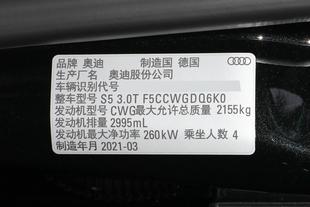 品牌 奥迪 制造国 德国
生产厂名 奥迪股份公司
车辆识别代号
整车型号 S5 3.0T F5CCWGDQ6K0
发动机型号 CWG最大允许总质量 2155kg
发动机排量 2995mL
发动机最大净功率 260kW 乘坐人数 4
制造年月 2021-03